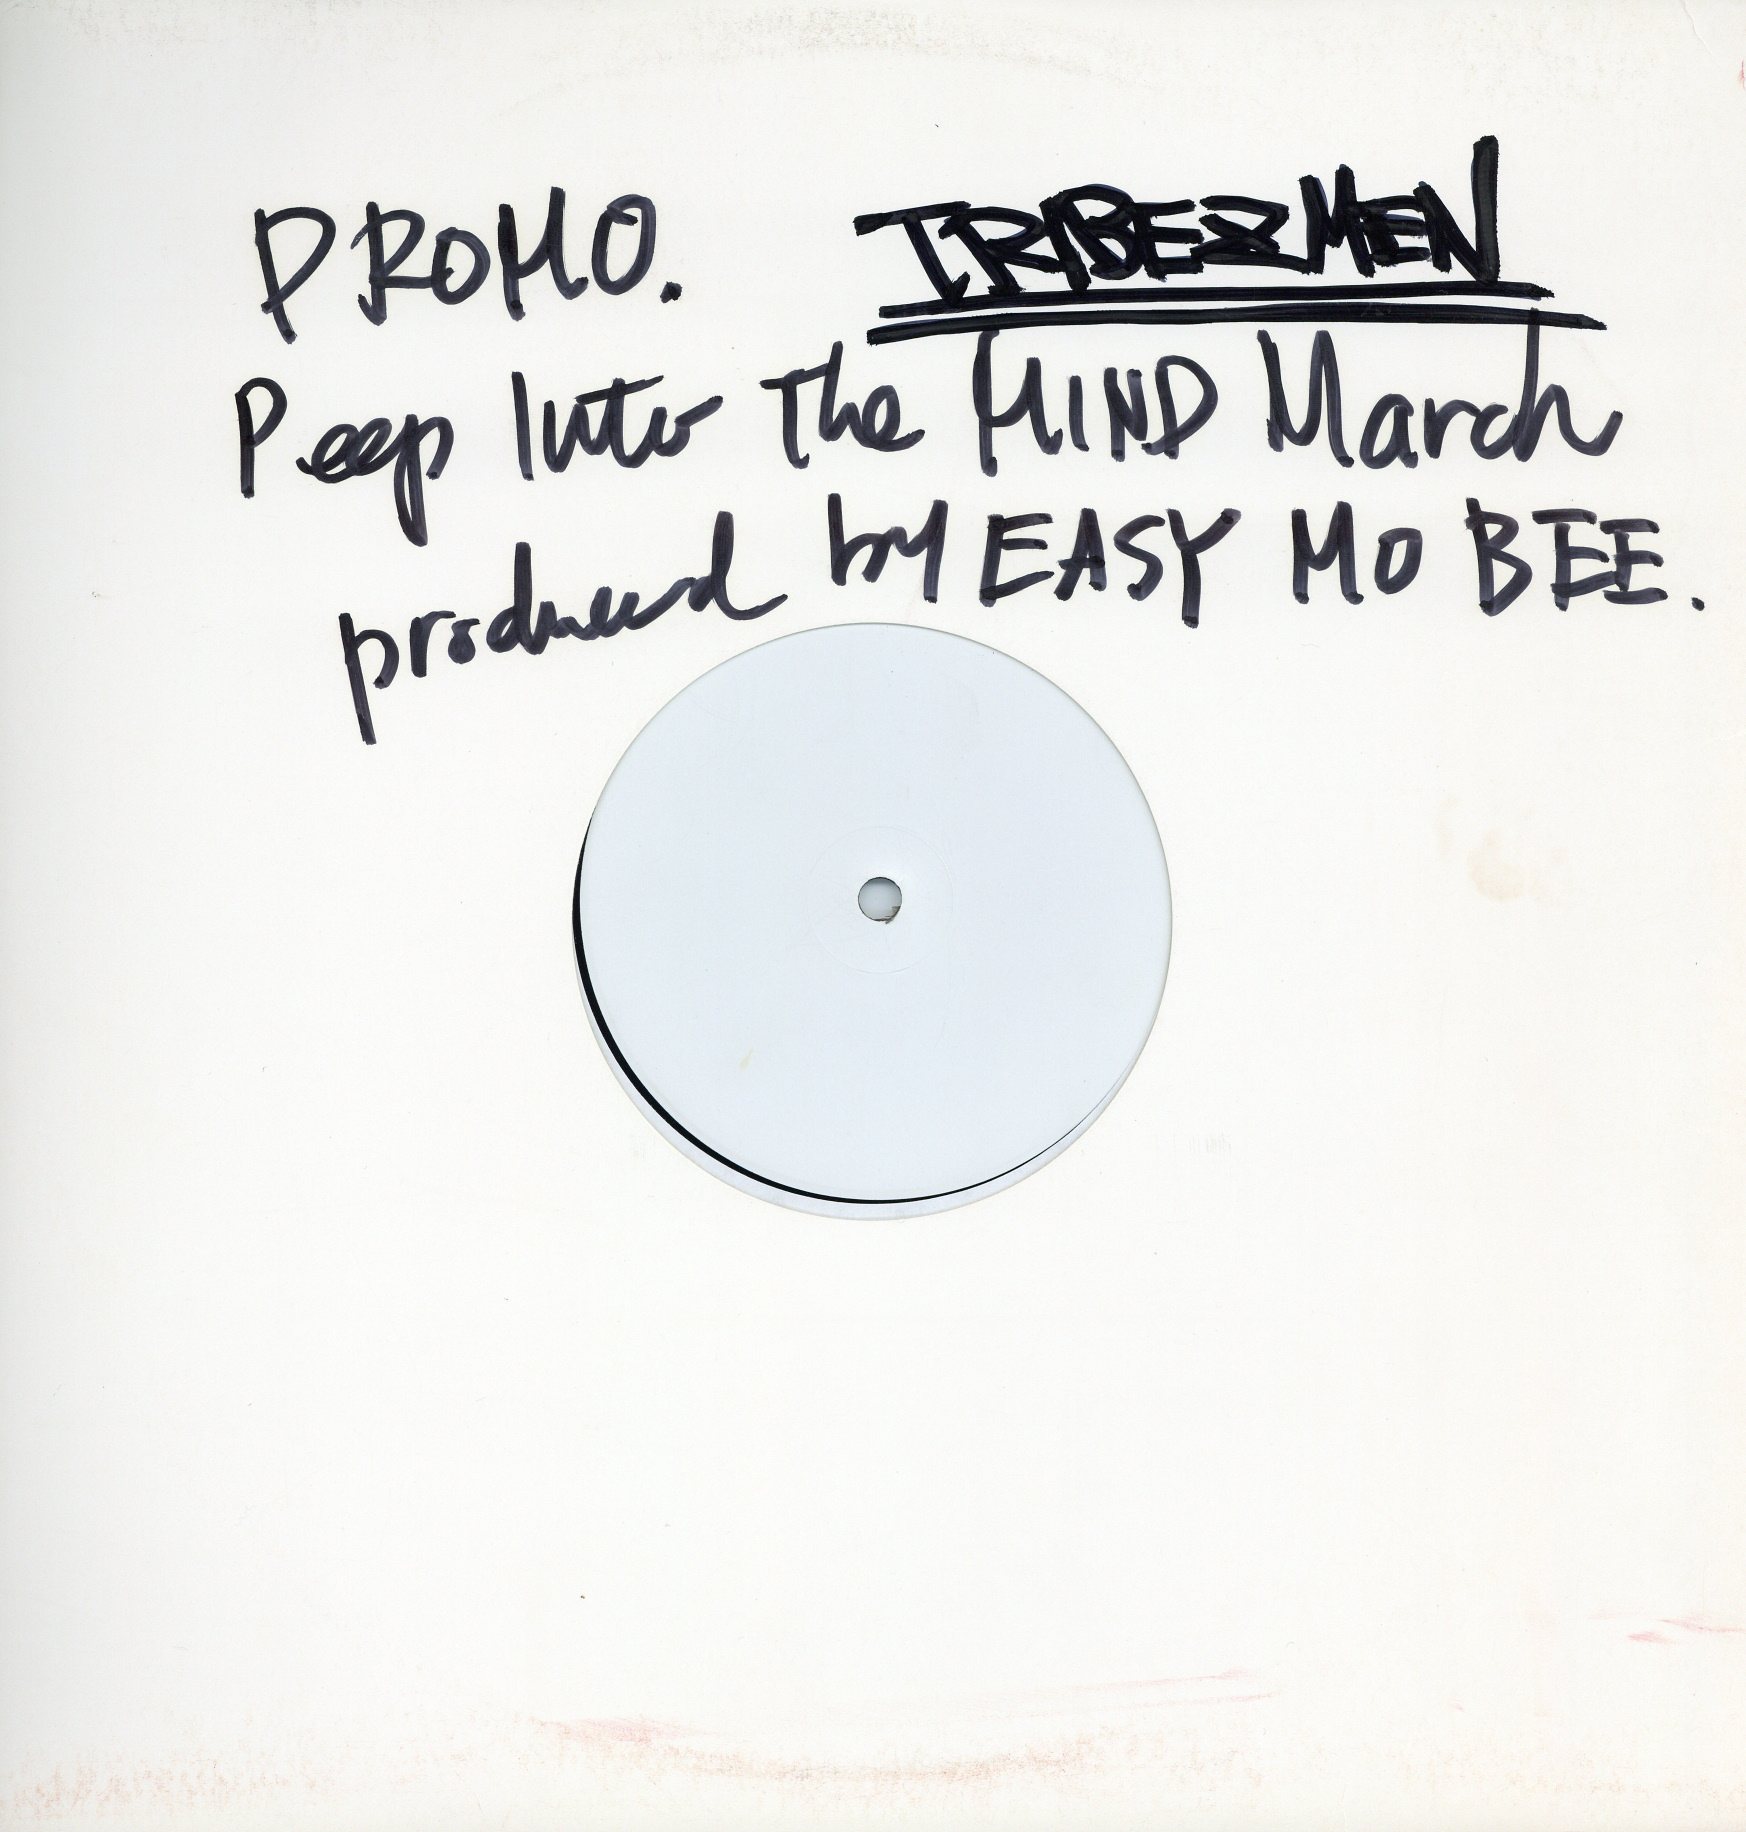 PROMO. TRIBEZMEN
Peep Into The MIND March
produced by EASY MO BEE.